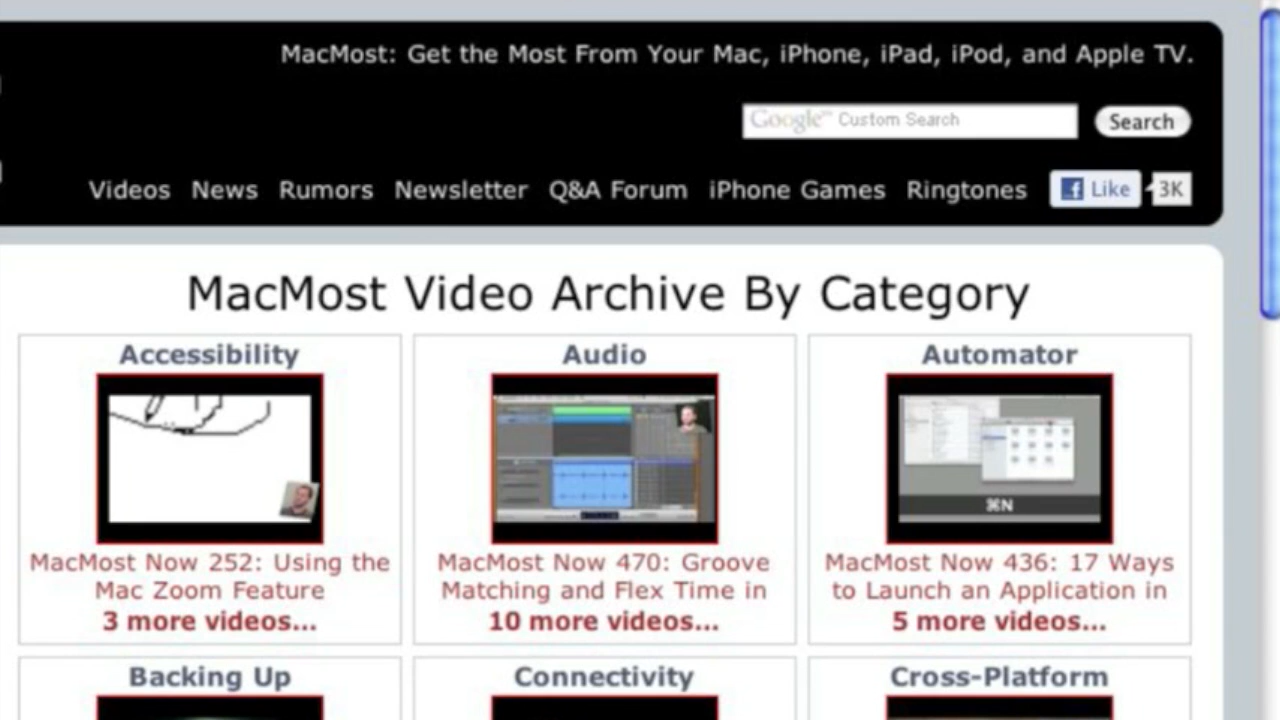 MacMost: Get the Most From Your Mac, iPhone, iPad, iPod, and Apple TV.
Google™ Custom Search
Search
Videos News Rumors Newsletter Q&A Forum iPhone Games Ringtones Like 3K
MacMost Video Archive By Category
Accessibility
MacMost Now 252: Using the
Mac Zoom Feature
3 more videos...
Audio
MacMost Now 470: Groove
Matching and Flex Time in
10 more videos...
Automator
⌘N
MacMost Now 436: 17 Ways
to Launch an Application in
5 more videos...
Backing Up
Connectivity
Cross-Platform